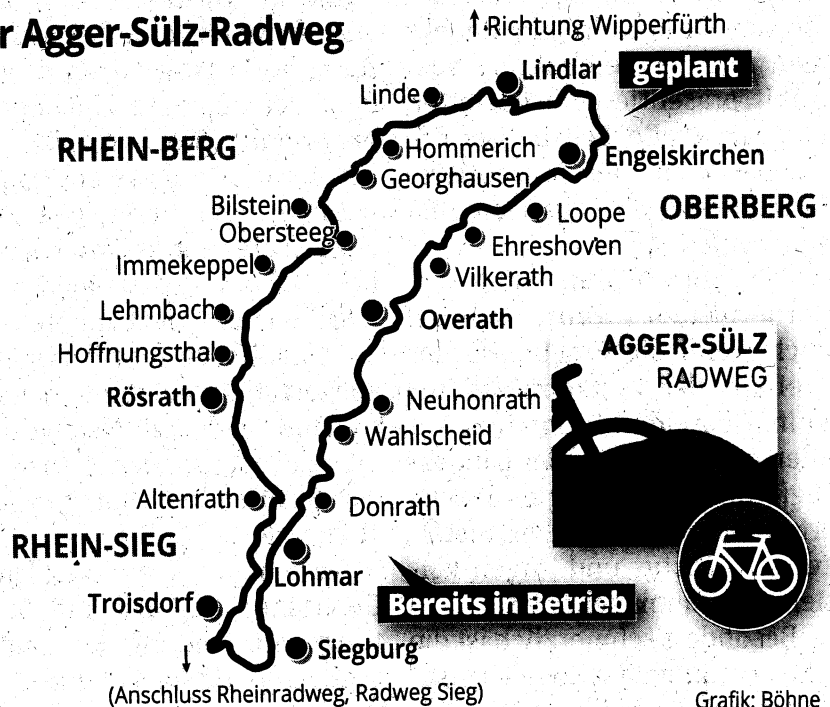 r Agger-Sülz-Radweg
↑ Richtung Wipperfürth
Lindlar
geplant
Linde
RHEIN-BERG
Hommerich
Engelskirchen
Georghausen
Bilstein
Loope
OBERBERG
Obersteeg
Ehreshoven
Immekeppel
Vilkerath
Lehmbach
Overath
Hoffnungsthal
AGGER-SÜLZ
RADWEG
Rösrath
Neuhonrath
Wahlscheid
Altenrath
Donrath
RHEIN-SIEG
Lohmar
Troisdorf
Bereits in Betrieb
Siegburg
↓
(Anschluss Rheinradweg, Radweg Sieg)
Grafik: Böhne